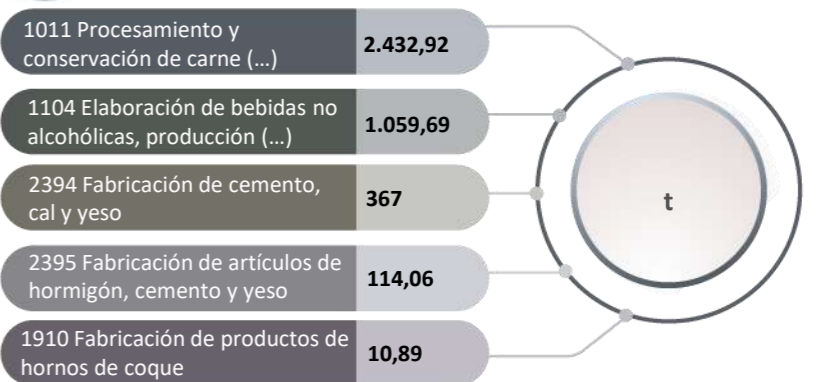 1011 Procesamiento y
conservación de carne (...)
2.432,92
1104 Elaboración de bebidas no
alcohólicas, producción (...)
1.059,69
2394 Fabricación de cemento,
cal y yeso
367
2395 Fabricación de artículos de
hormigón, cemento y yeso
114,06
1910 Fabricación de productos de
hornos de coque
10,89
t